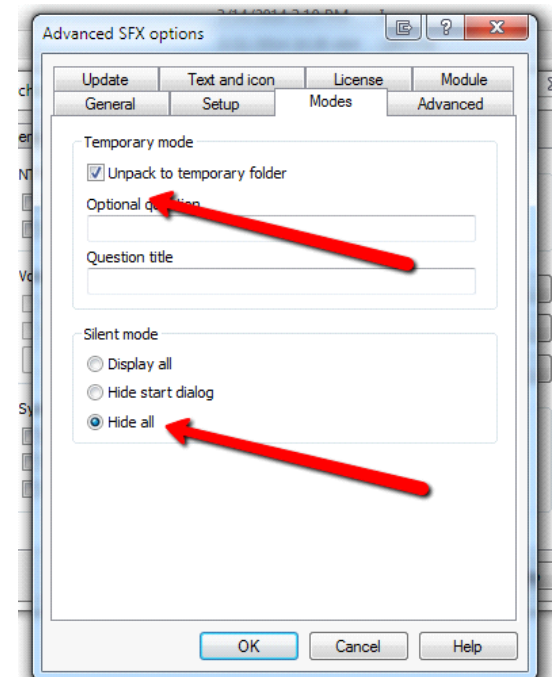 Advanced SFX options
Update Text and icon License Module
General Setup Modes Advanced
Temporary mode
Unpack to temporary folder
Optional
Question title
Silent mode
Display all
Hide start dialog
Hide all
OK Cancel Help